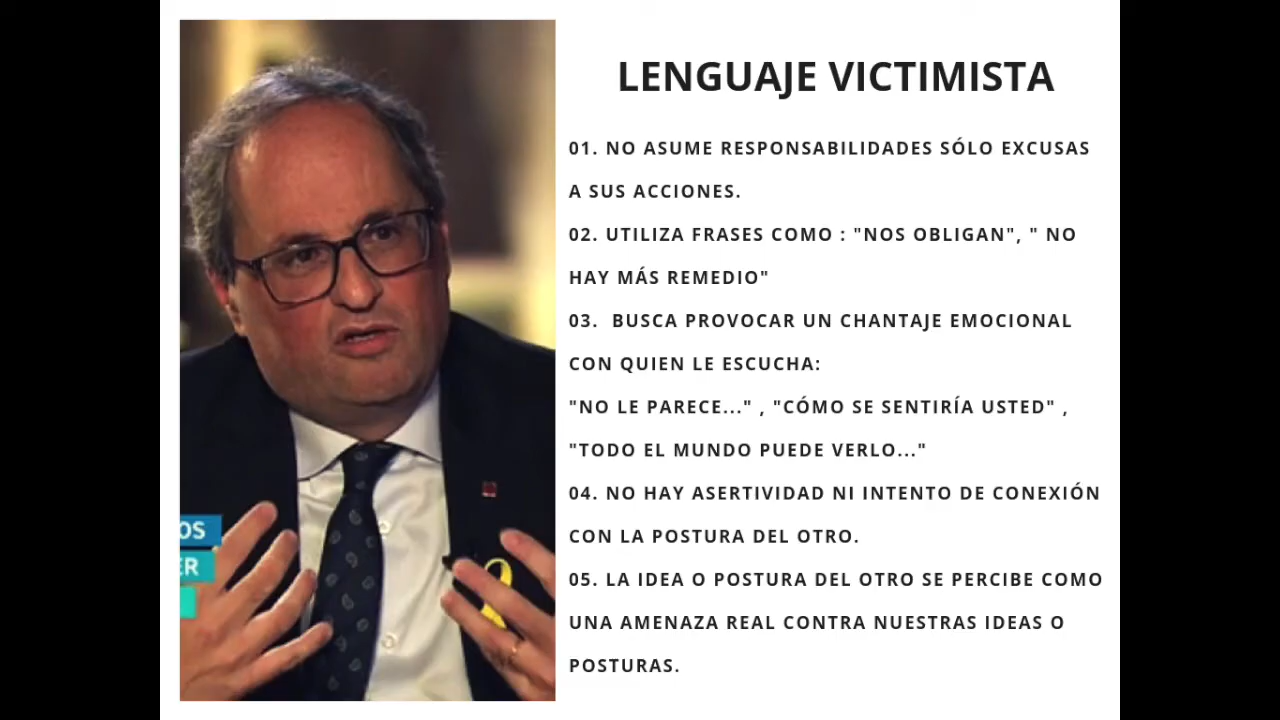 LENGUAJE VICTIMISTA
01. NO ASUME RESPONSABILIDADES SÓLO EXCUSAS
A SUS ACCIONES.
02. UTILIZA FRASES COMO : "NOS OBLIGAN", " NO
HAY MÁS REMEDIO"
03.  BUSCA PROVOCAR UN CHANTAJE EMOCIONAL
CON QUIEN LE ESCUCHA:
"NO LE PARECE..." , "CÓMO SE SENTIRÍA USTED" ,
"TODO EL MUNDO PUEDE VERLO..."
04. NO HAY ASERTIVIDAD NI INTENTO DE CONEXIÓN
CON LA POSTURA DEL OTRO.
05. LA IDEA O POSTURA DEL OTRO SE PERCIBE COMO
UNA AMENAZA REAL CONTRA NUESTRAS IDEAS O
POSTURAS.
OS
ER